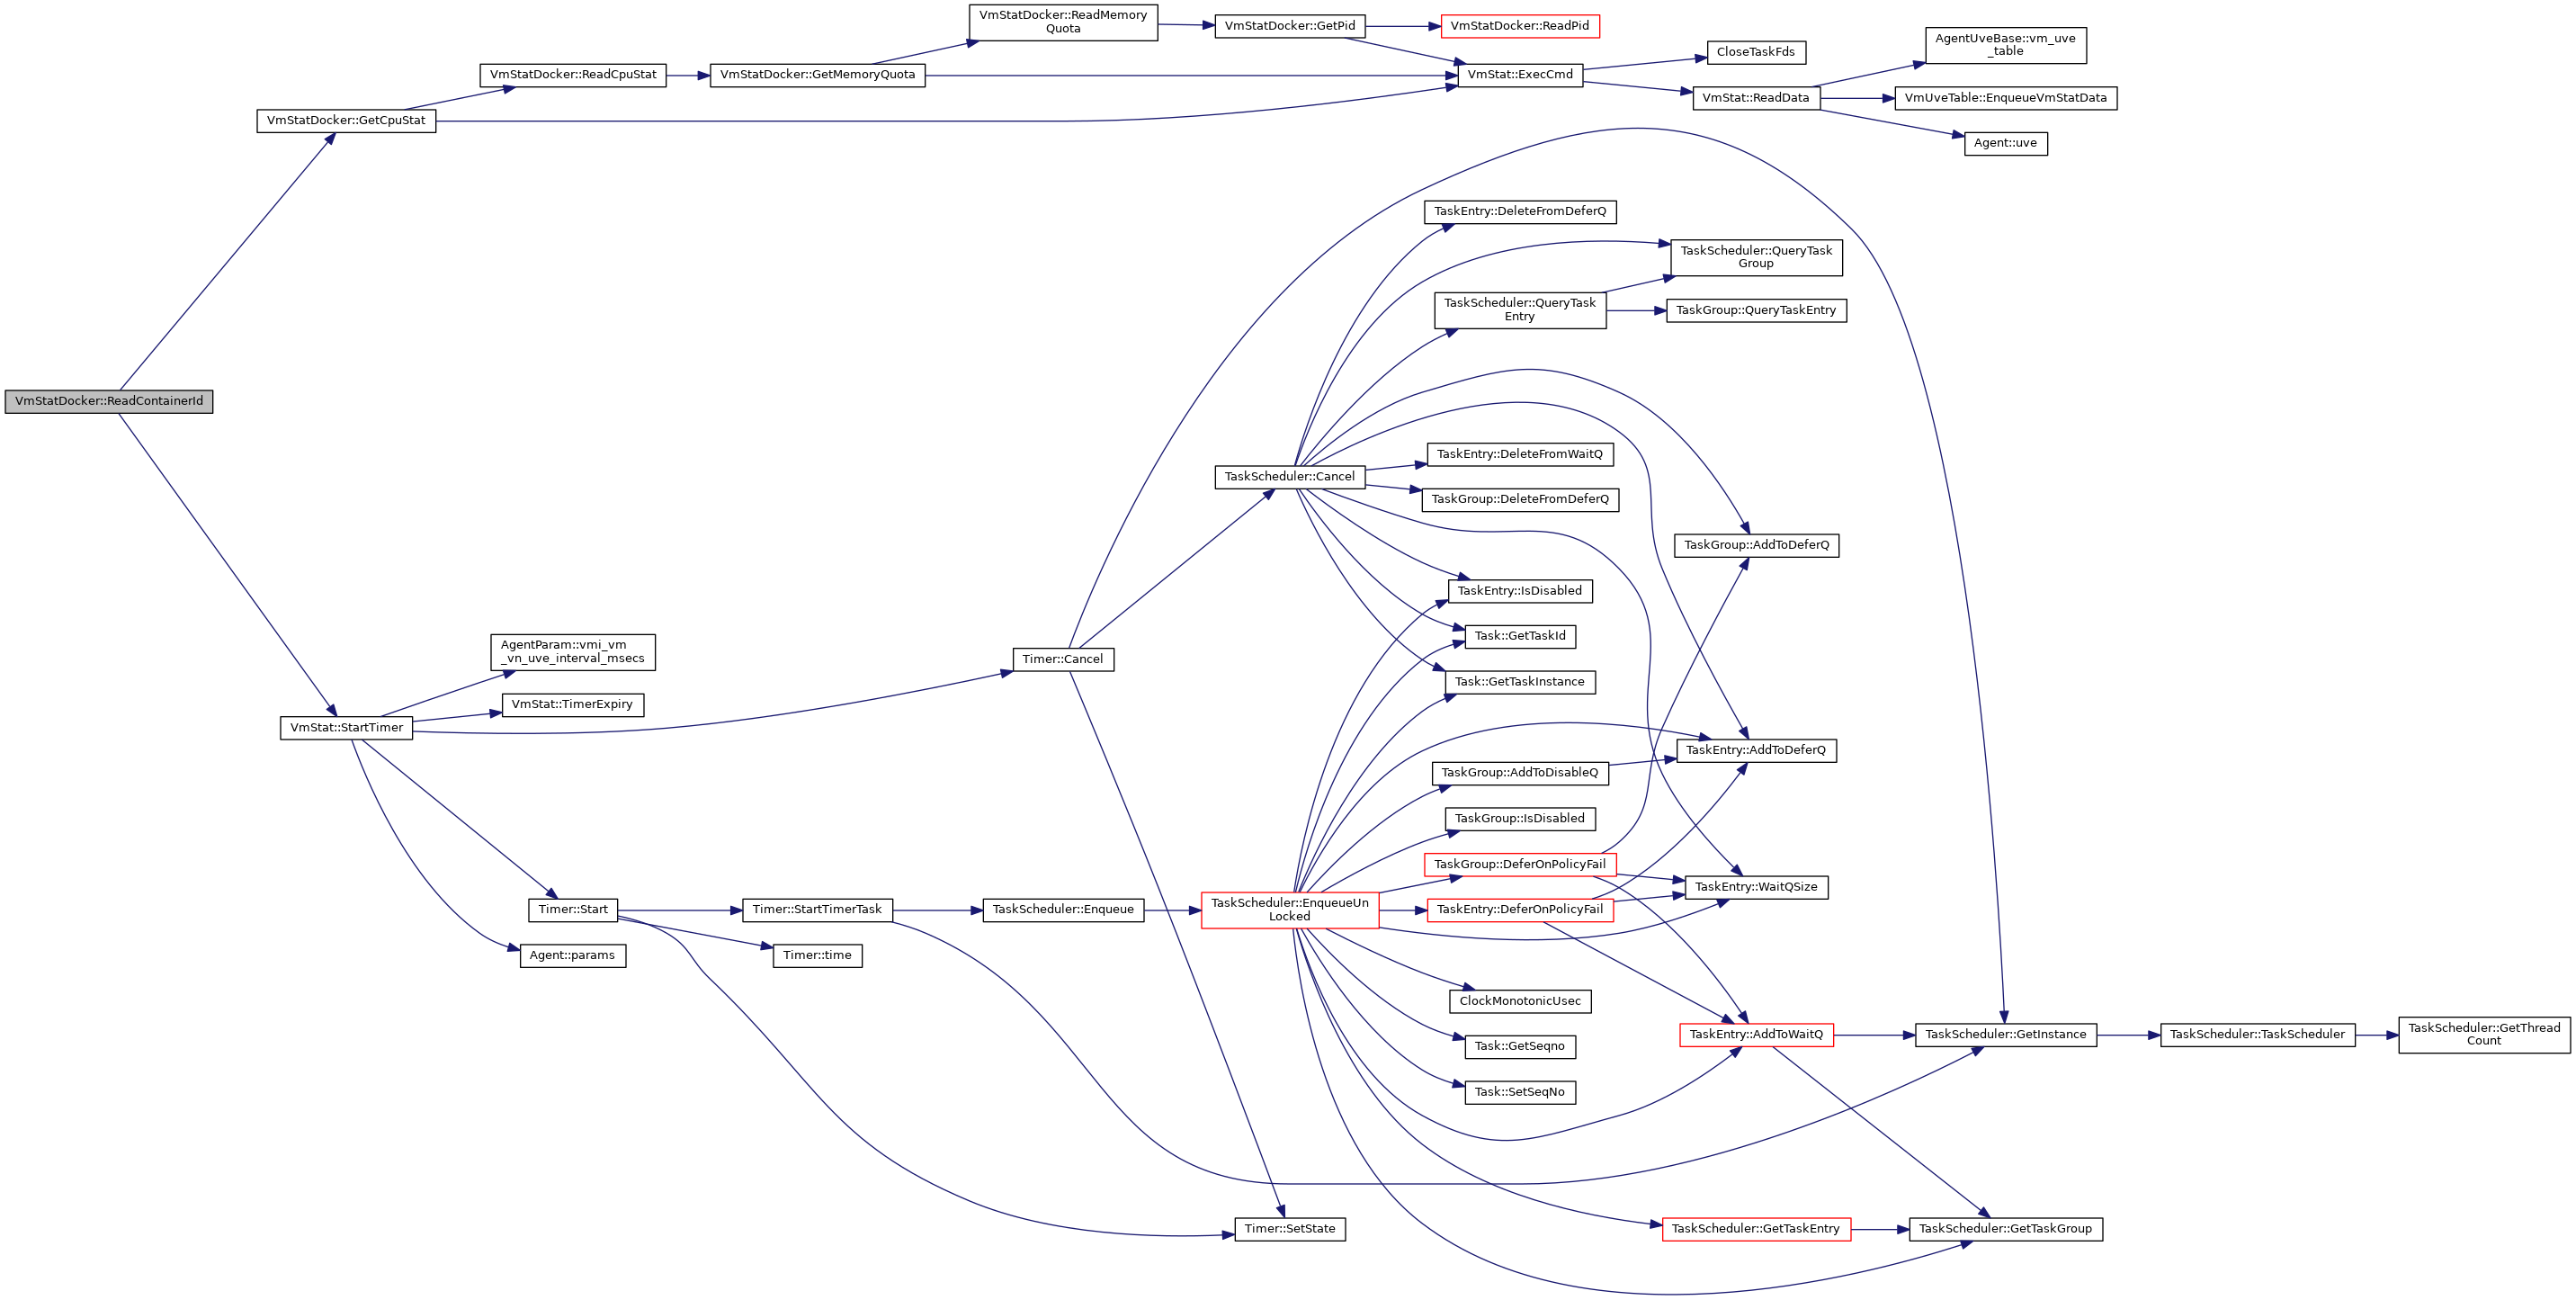 VmStatDocker::ReadContainerId
VmStatDocker::GetCpuStat
VmStatDocker::ReadCpuStat
VmStatDocker::GetMemoryQuota
VmStatDocker::ReadMemory
Quota
VmStatDocker::GetPid
VmStatDocker::ReadPid
VmStat::ExecCmd
CloseTaskFds
VmStat::ReadData
AgentUveBase::vm_uve
_table
VmUveTable::EnqueueVmStatData
Agent::uve
VmStat::StartTimer
AgentParam::vmi_vm
_vn_uve_interval_msecs
VmStat::TimerExpiry
Timer::Cancel
Timer::Start
Agent::params
Timer::StartTimerTask
Timer::time
Timer::SetState
TaskScheduler::Enqueue
TaskScheduler::Cancel
TaskScheduler::EnqueueUn
Locked
TaskEntry::DeleteFromDeferQ
TaskScheduler::QueryTask
Group
TaskScheduler::QueryTask
Entry
TaskGroup::QueryTaskEntry
TaskEntry::DeleteFromWaitQ
TaskGroup::DeleteFromDeferQ
TaskGroup::AddToDeferQ
TaskEntry::IsDisabled
Task::GetTaskId
Task::GetTaskInstance
TaskEntry::AddToDeferQ
TaskGroup::AddToDisableQ
TaskGroup::IsDisabled
TaskGroup::DeferOnPolicyFail
TaskEntry::WaitQSize
TaskEntry::DeferOnPolicyFail
ClockMonotonicUsec
Task::GetSeqno
Task::SetSeqNo
TaskEntry::AddToWaitQ
TaskScheduler::GetInstance
TaskScheduler::TaskScheduler
TaskScheduler::GetThread
Count
TaskScheduler::GetTaskEntry
TaskScheduler::GetTaskGroup